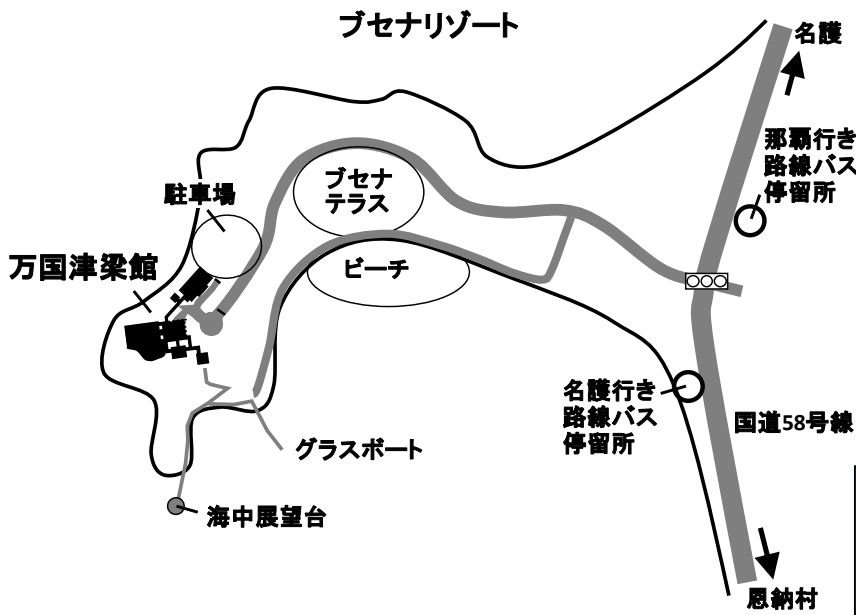 ブセナリゾート
名護
那覇行き
路線バス
停留所
ブセナ
テラス
駐車場
万国津梁館
ビーチ
名護行き
路線バス
停留所
国道58号線
グラスボート
海中展望台
恩納村